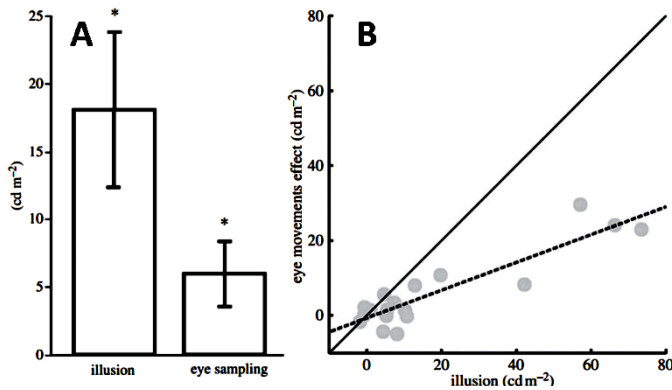 A
25
20
15
10
5
0
(cd m⁻²)
*
*
illusion
eye sampling
B
80
60
40
20
0
eye movements effect (cd m⁻²)
0
20
40
60
80
illusion (cd m⁻²)